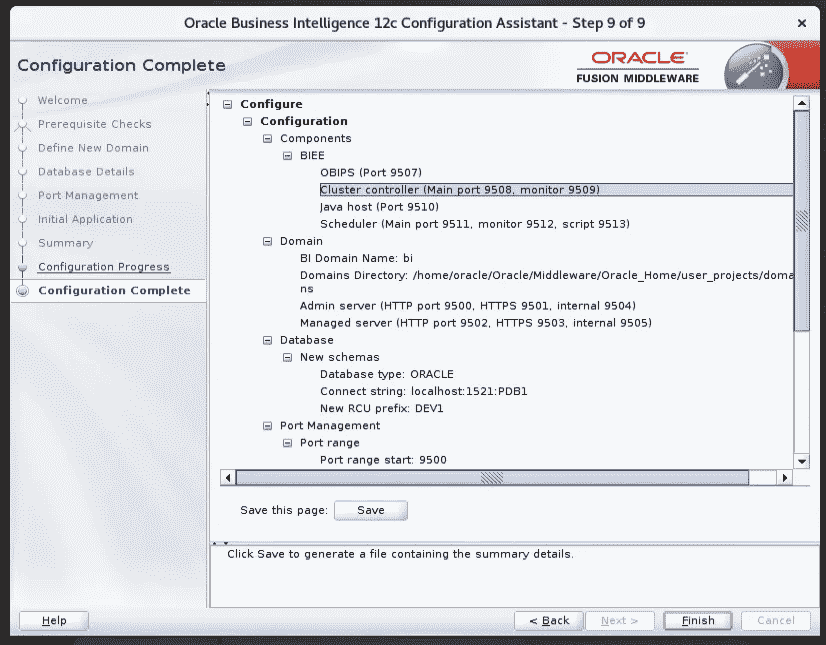 Oracle Business Intelligence 12c Configuration Assistant - Step 9 of 9
×
Configuration Complete
ORACLE
FUSION MIDDLEWARE
Welcome
Prerequisite Checks
Define New Domain
Database Details
Port Management
Initial Application
Summary
Configuration Progress
Configuration Complete
Configure
Configuration
Components
BIEE
OBIPS (Port 9507)
Cluster controller (Main port 9508, monitor 9509)
Java host (Port 9510)
Scheduler (Main port 9511, monitor 9512, script 9513)
Domain
BI Domain Name: bi
Domains Directory: /home/oracle/Oracle/Middleware/Oracle_Home/user_projects/doma
ns
Admin server (HTTP port 9500, HTTPS 9501, internal 9504)
Managed server (HTTP port 9502, HTTPS 9503, internal 9505)
Database
New schemas
Database type: ORACLE
Connect string: localhost:1521:PDB1
New RCU prefix: DEV1
Port Management
Port range
Port range start: 9500
Save this page: Save
Click Save to generate a file containing the summary details.
Help
< Back
Next >
Finish
Cancel